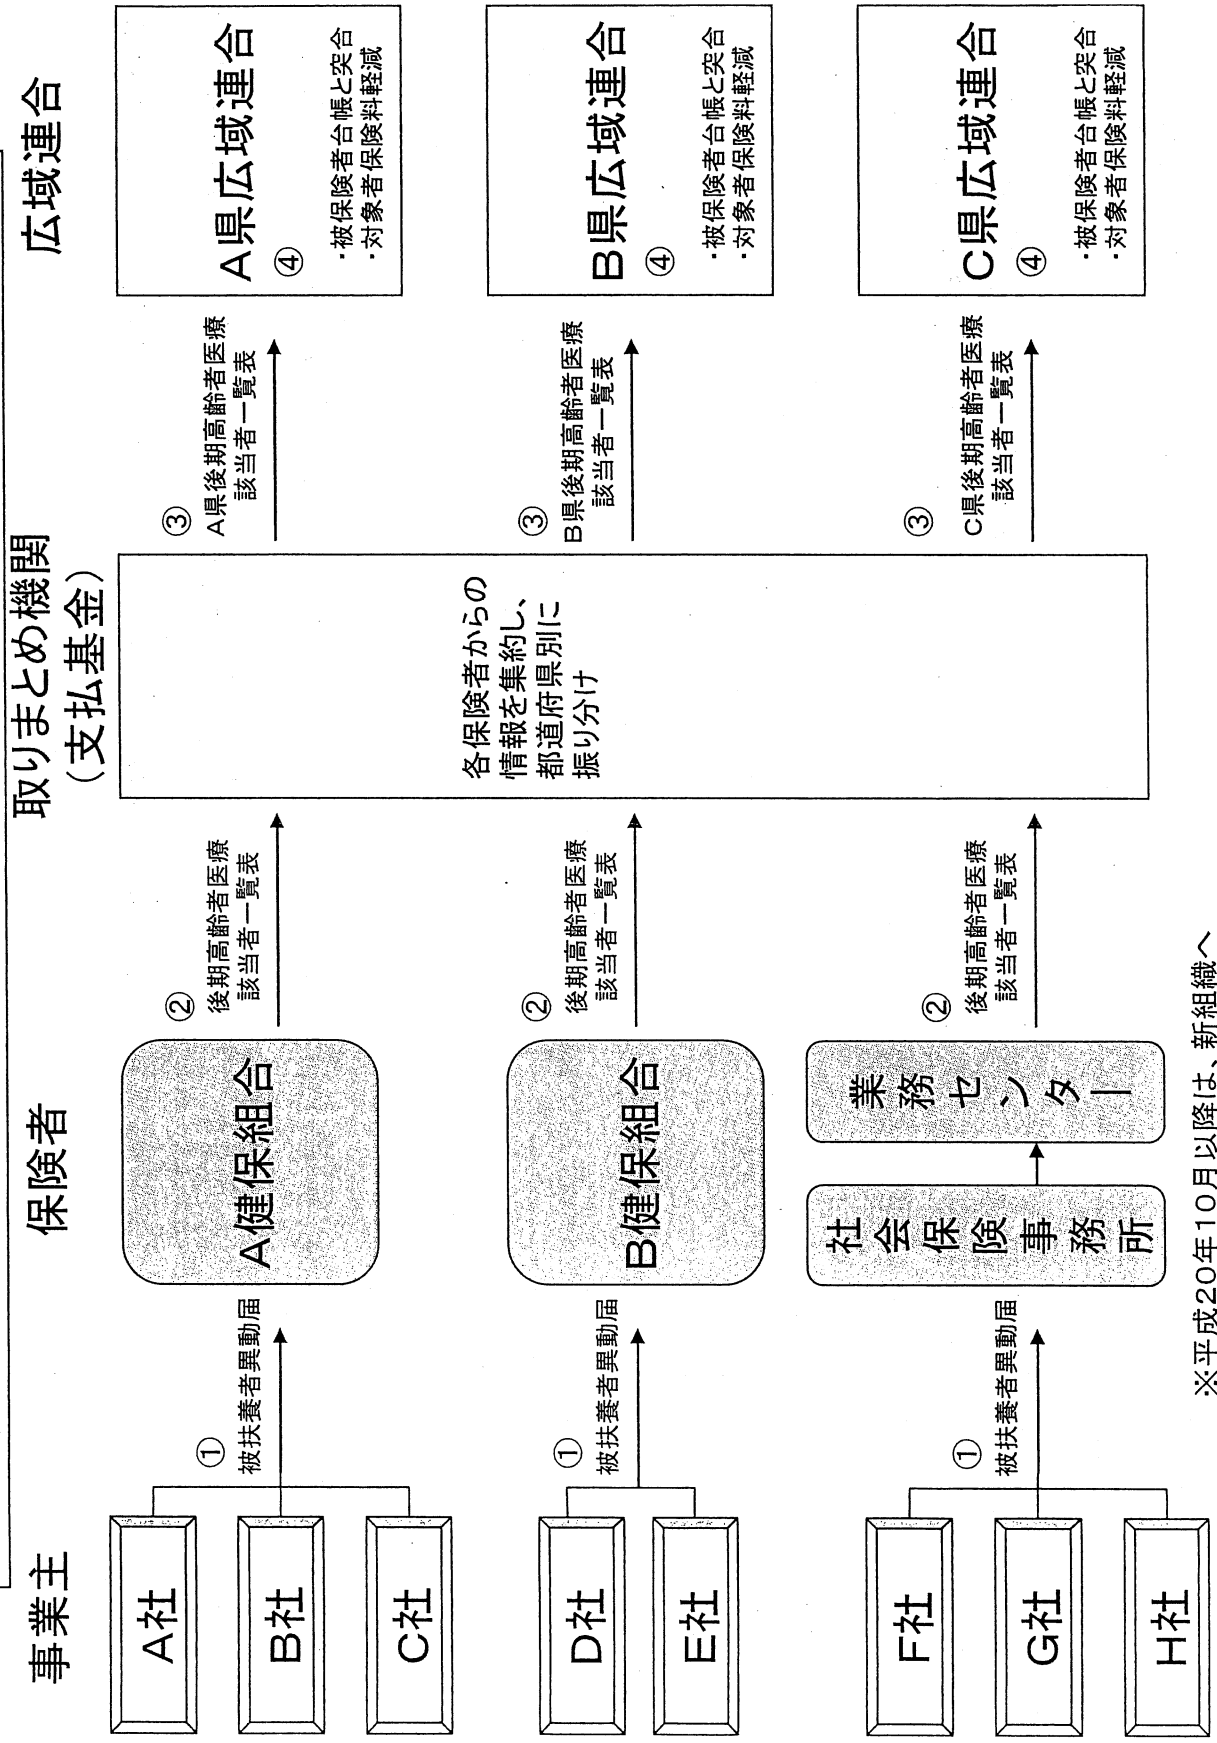 事業主
保険者
取りまとめ機関
（支払基金）
広域連合
A社
B社
C社
①
被扶養者異動届
A健保組合
②
後期高齢者医療
該当者一覧表
③
A県後期高齢者医療
該当者一覧表
A県広域連合
④
・被保険者台帳と突合
・対象者保険料軽減
D社
E社
①
被扶養者異動届
B健保組合
②
後期高齢者医療
該当者一覧表
各保険者からの
情報を集約し、
都道府県別に
振り分け
③
B県後期高齢者医療
該当者一覧表
B県広域連合
④
・被保険者台帳と突合
・対象者保険料軽減
F社
G社
H社
①
被扶養者異動届
社会保険事務所
業務センター
②
後期高齢者医療
該当者一覧表
③
C県後期高齢者医療
該当者一覧表
C県広域連合
④
・被保険者台帳と突合
・対象者保険料軽減
※平成20年10月以降は、新組織へ